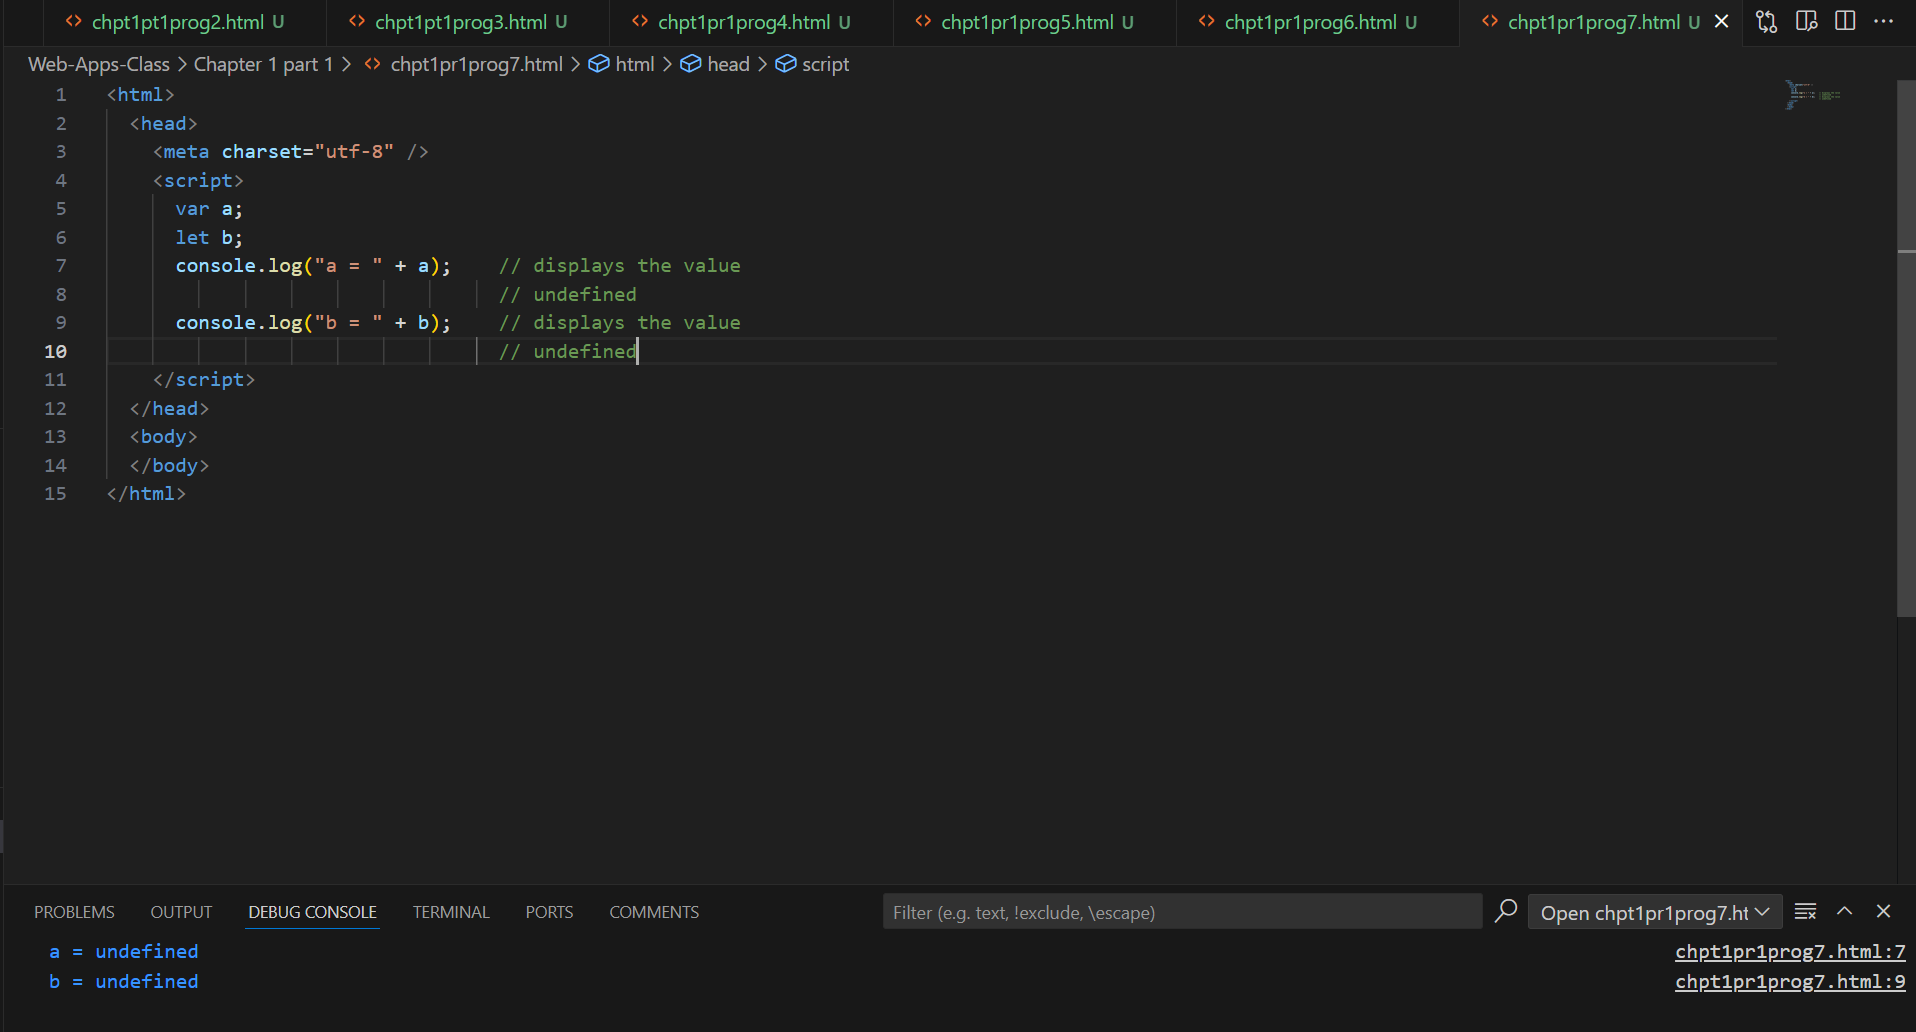 chpt1pt1prog2.html U chpt1pt1prog3.html U chpt1pr1prog4.html U chpt1pr1prog5.html U chpt1pr1prog6.html U chpt1pr1prog7.html U
Web-Apps-Class > Chapter 1 part 1 > chpt1pr1prog7.html > html > head > script
1 <html>
2 <head>
3 <meta charset="utf-8" />
4 <script>
5 var a;
6 let b;
7 console.log("a = " + a); // displays the value
8 // undefined
9 console.log("b = " + b); // displays the value
10 // undefined
11 </script>
12 </head>
13 <body>
14 </body>
15 </html>
PROBLEMS OUTPUT DEBUG CONSOLE TERMINAL PORTS COMMENTS Filter (e.g. text, !exclude, \escape) Open chpt1pr1prog7.ht
a = undefined chpt1pr1prog7.html:7
b = undefined chpt1pr1prog7.html:9